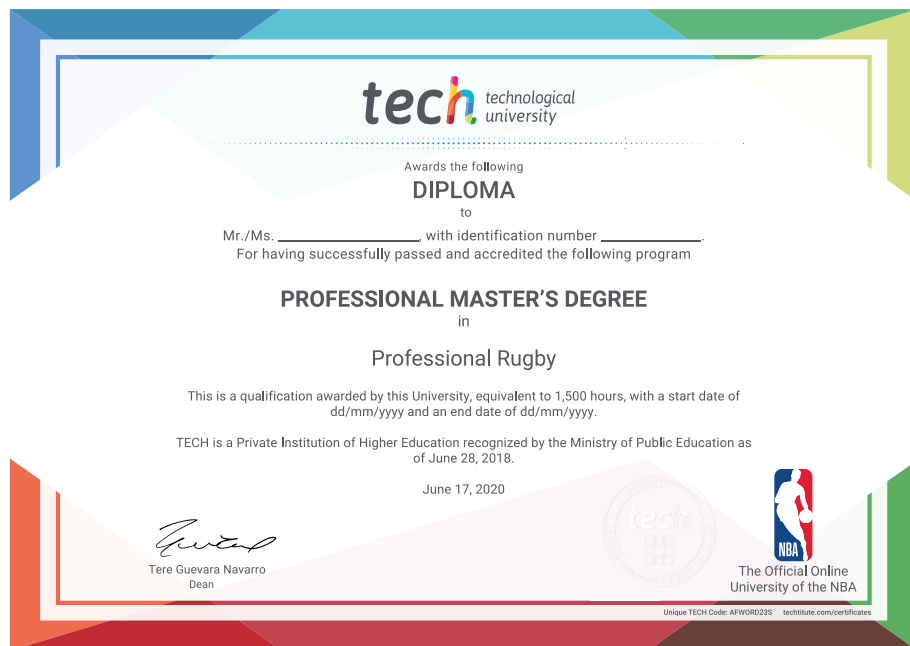 tech technological
university
Awards the following
DIPLOMA
to
Mr./Ms. ____________________, with identification number ______________.
For having successfully passed and accredited the following program
PROFESSIONAL MASTER'S DEGREE
in
Professional Rugby
This is a qualification awarded by this University, equivalent to 1,500 hours, with a start date of
dd/mm/yyyy and an end date of dd/mm/yyyy.
TECH is a Private Institution of Higher Education recognized by the Ministry of Public Education as
of June 28, 2018.
June 17, 2020
tech
NBA
Tere Guevara Navarro
Dean
The Official Online
University of the NBA
Unique TECH Code: AFWORD23S techtitute.com/certificates